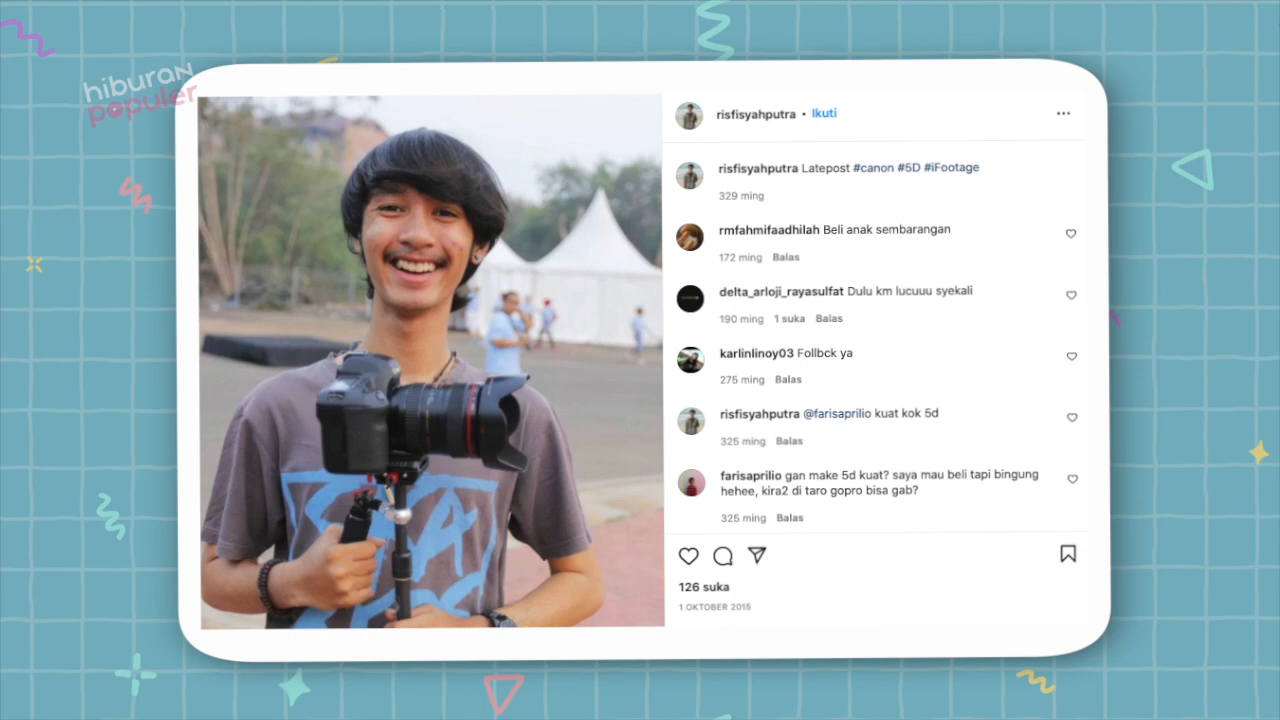 hiburan
populer
risfisyahputra • Ikuti
risfisyahputra Latepost #canon #5D #iFootage
329 ming
rmfahmifaadhilah Beli anak sembarangan
172 ming Balas
delta_arloji_rayasulfat Dulu km lucuuu syekali
190 ming 1 suka Balas
karlinlinoy03 Follbck ya
275 ming Balas
risfisyahputra @farisaprilio kuat kok 5d
325 ming Balas
farisaprilio gan make 5d kuat? saya mau beli tapi bingung
hehee, kira2 di taro gopro bisa gab?
325 ming Balas
126 suka
1 OKTOBER 2015